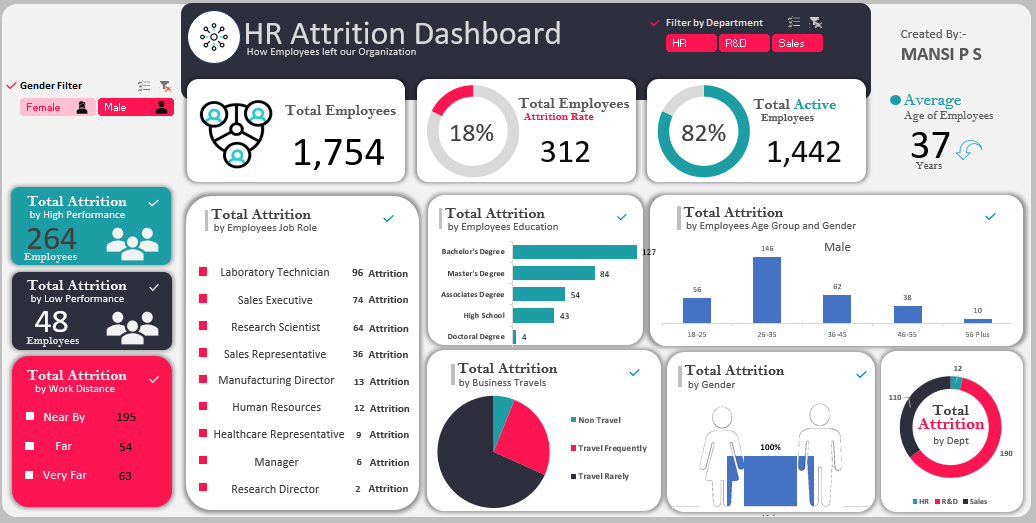 HR Attrition Dashboard
How Employees left our Organization
Filter by Department
HR
R&D
Sales
Created By:-
MANSI P S
Gender Filter
Female
Male
Total Employees
1,754
18%
Total Employees
Attrition Rate
312
82%
Total Active
Employees
1,442
Average
Age of Employees
37
Years
Total Attrition
by High Performance
264
Employees
Total Attrition
by Low Performance
48
Employees
Total Attrition
by Work Distance
Near By 195
Far 54
Very Far 63
Total Attrition
by Employees Job Role
Laboratory Technician 96 Attrition
Sales Executive 74 Attrition
Research Scientist 64 Attrition
Sales Representative 36 Attrition
Manufacturing Director 13 Attrition
Human Resources 12 Attrition
Healthcare Representative 9 Attrition
Manager 6 Attrition
Research Director 2 Attrition
Total Attrition
by Employees Education
Bachelor's Degree 127
Master's Degree 84
Associates Degree 54
High School 43
Doctoral Degree 4
Total Attrition
by Employees Age Group and Gender
Male
56
146
62
38
10
18-25
26-35
36-45
46-55
56 Plus
Total Attrition
by Business Travels
Non Travel
Travel Frequently
Travel Rarely
Total Attrition
by Gender
100%
12
110
Total
Attrition
by Dept
190
HR
R&D
Sales